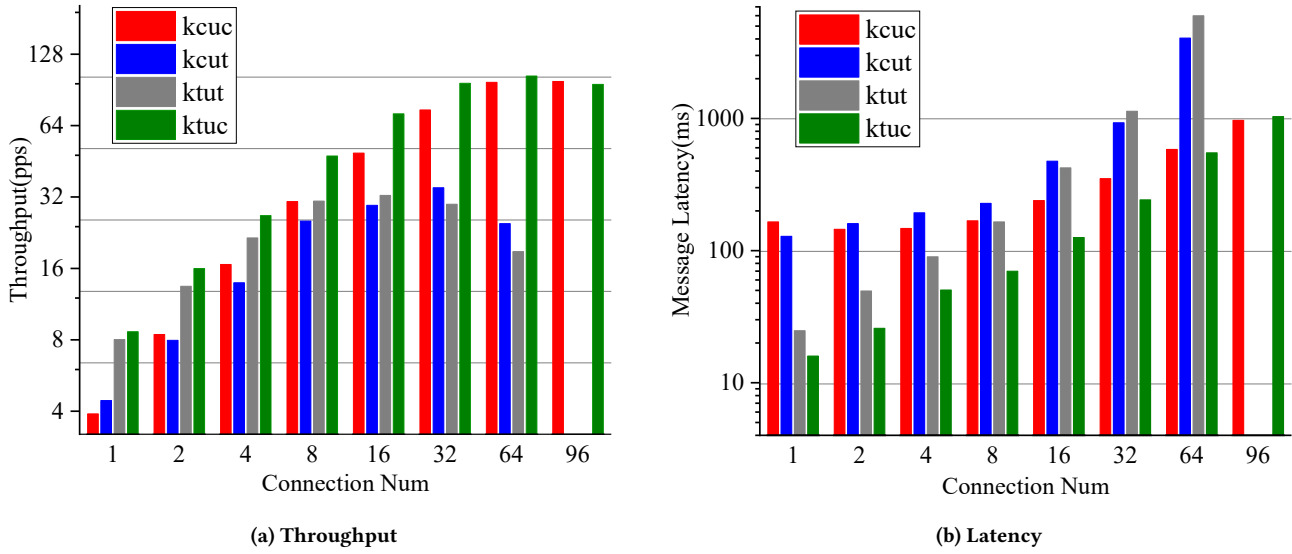 kcuc
kcut
ktut
ktuc
128
64
32
16
8
4
Throughput(pps)
1 2 4 8 16 32 64 96
Connection Num
(a) Throughput
kcuc
kcut
ktut
ktuc
1000
100
10
Message Latency(ms)
1 2 4 8 16 32 64 96
Connection Num
(b) Latency